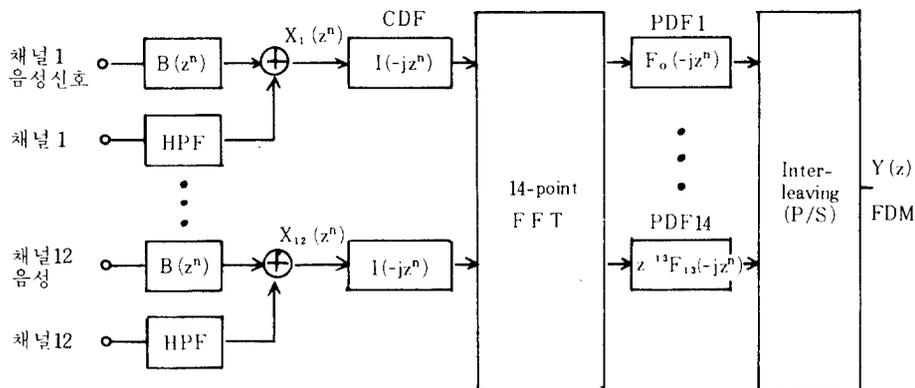 CDF
PDF 1
채널 1
음성신호
B(zⁿ)
X₁(zⁿ)
I(-jzⁿ)
F₀(-jzⁿ)
채널 1
HPF
14-point
FFT
Inter-
leaving
(P/S)
Y(z)
FDM
PDF14
채널12
음성
B(zⁿ)
X₁₂(zⁿ)
I(-jzⁿ)
z⁻¹³F₁₃(-jzⁿ)
채널12
HPF